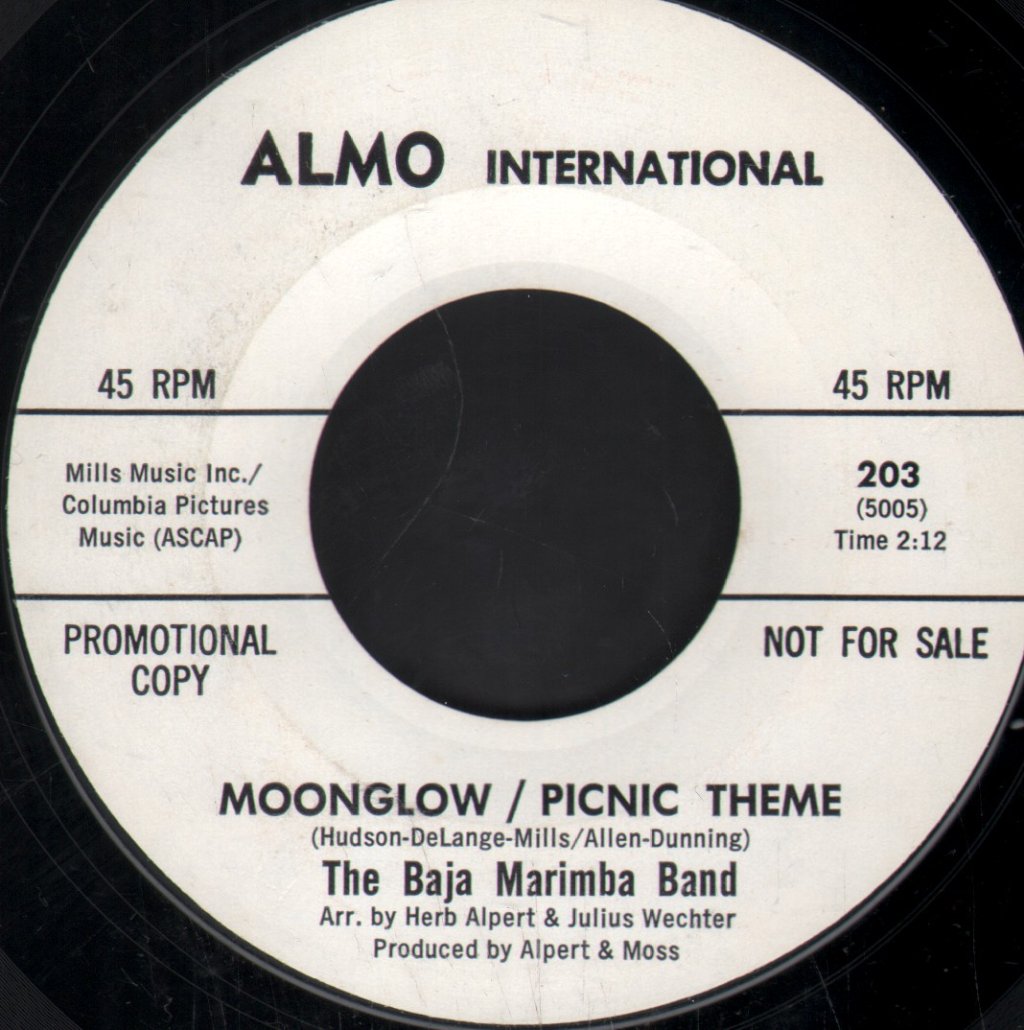 ALMO INTERNATIONAL
45 RPM
45 RPM
Mills Music Inc./
Columbia Pictures
Music (ASCAP)
203
(5005)
Time 2:12
PROMOTIONAL
COPY
NOT FOR SALE
MOONGLOW / PICNIC THEME
(Hudson-DeLange-Mills/Allen-Dunning)
The Baja Marimba Band
Arr. by Herb Alpert & Julius Wechter
Produced by Alpert & Moss